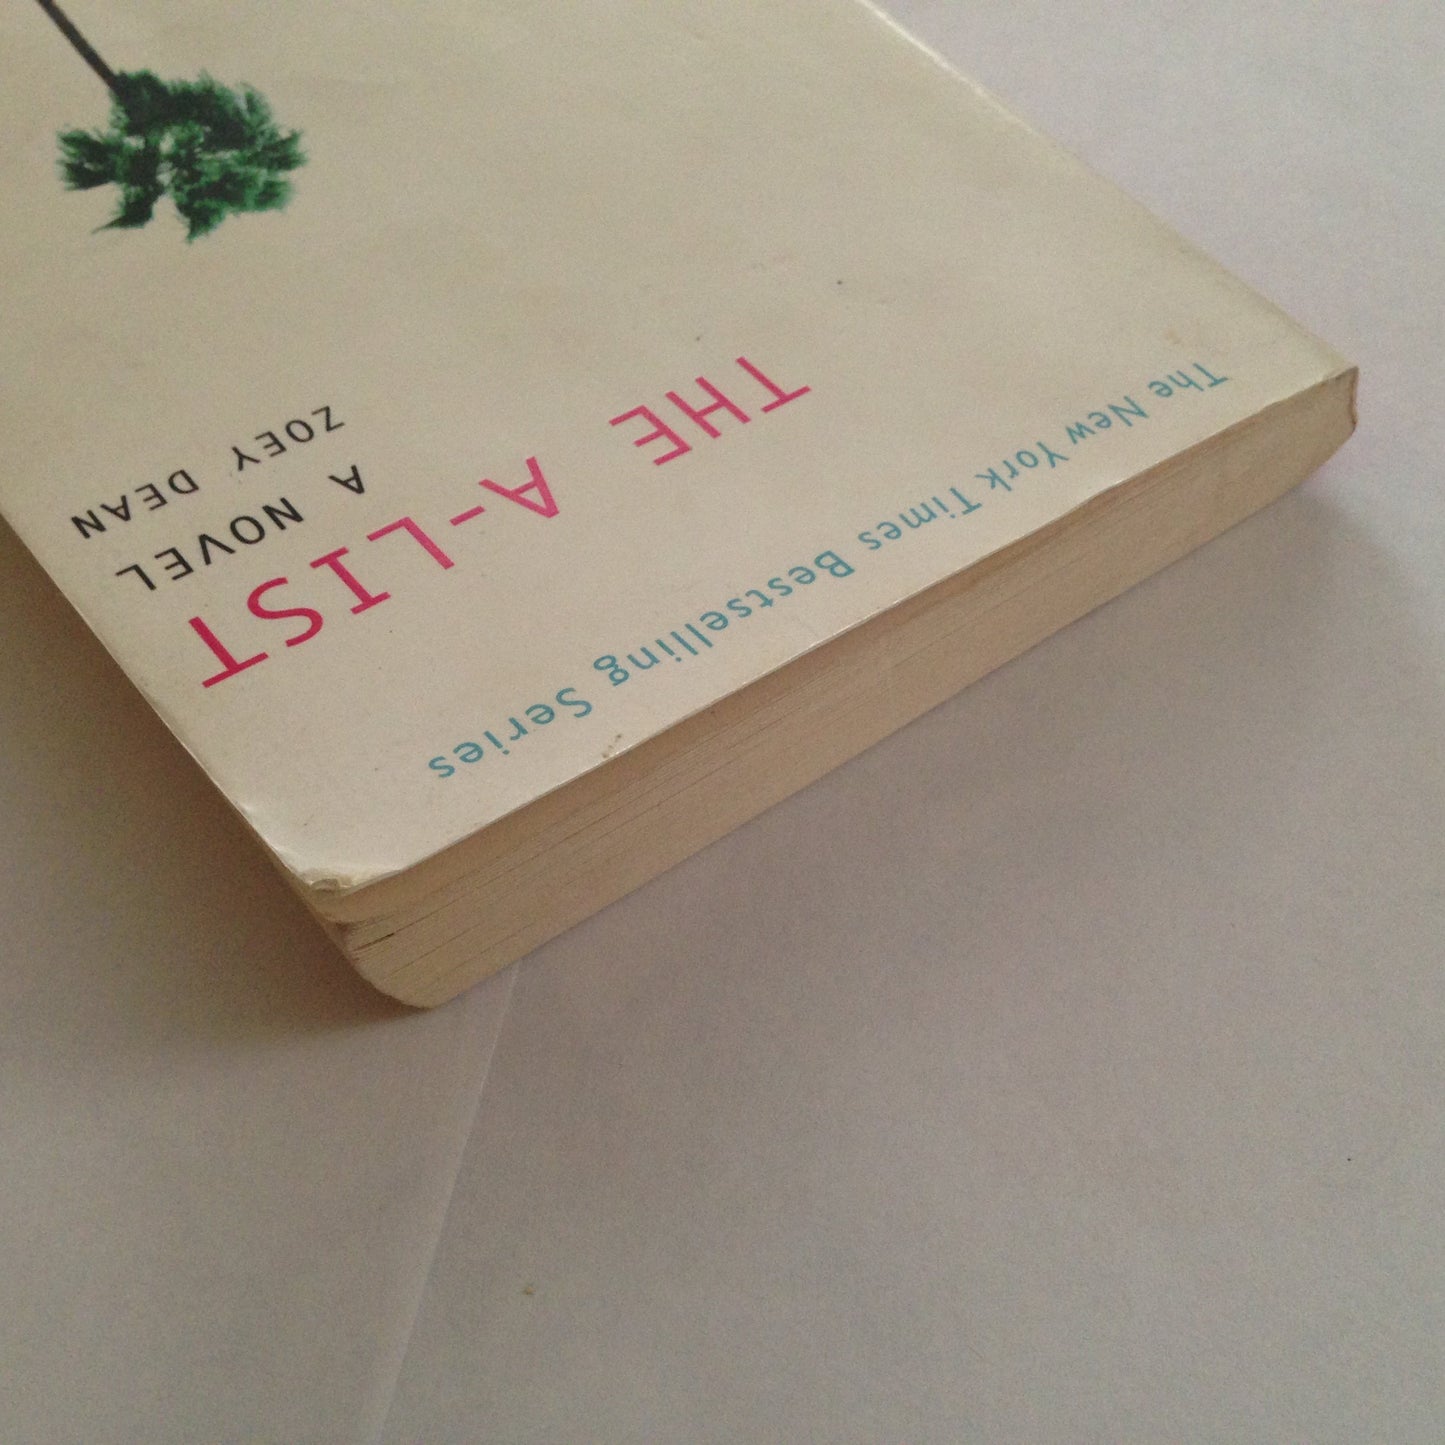 The New York Times Bestselling Series
THE A-LIST
A NOVEL
ZOEY DEAN